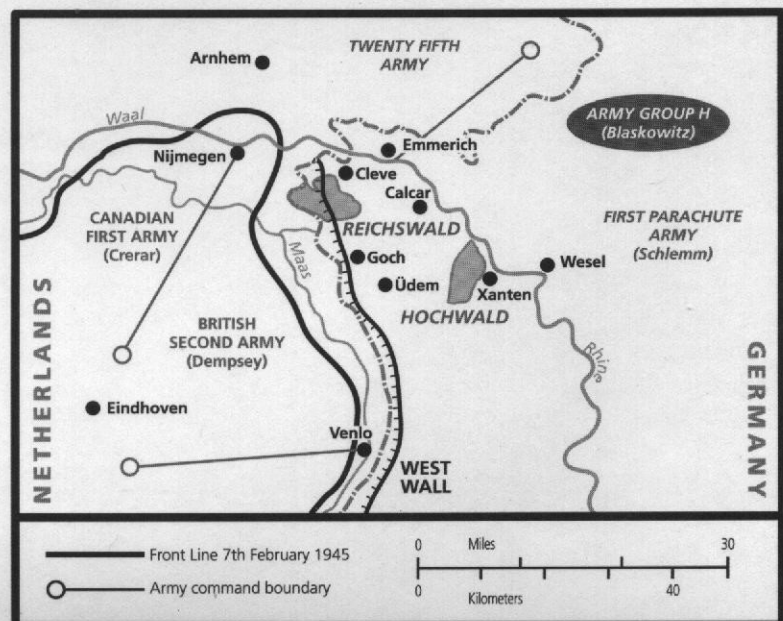 TWENTY FIFTH
ARMY
Arnhem
ARMY GROUP H
(Blaskowitz)
Waal
Emmerich
Nijmegen
Cleve
Calcar
CANADIAN
FIRST ARMY
(Crerar)
REICHSWALD
FIRST PARACHUTE
ARMY
(Schlemm)
Maas
Goch
Wesel
Üdem
Xanten
HOCHWALD
BRITISH
SECOND ARMY
(Dempsey)
Rhine
NETHERLANDS
GERMANY
Eindhoven
Venlo
WEST
WALL
Front Line 7th February 1945
Army command boundary
0 Miles 30
0 Kilometers 40